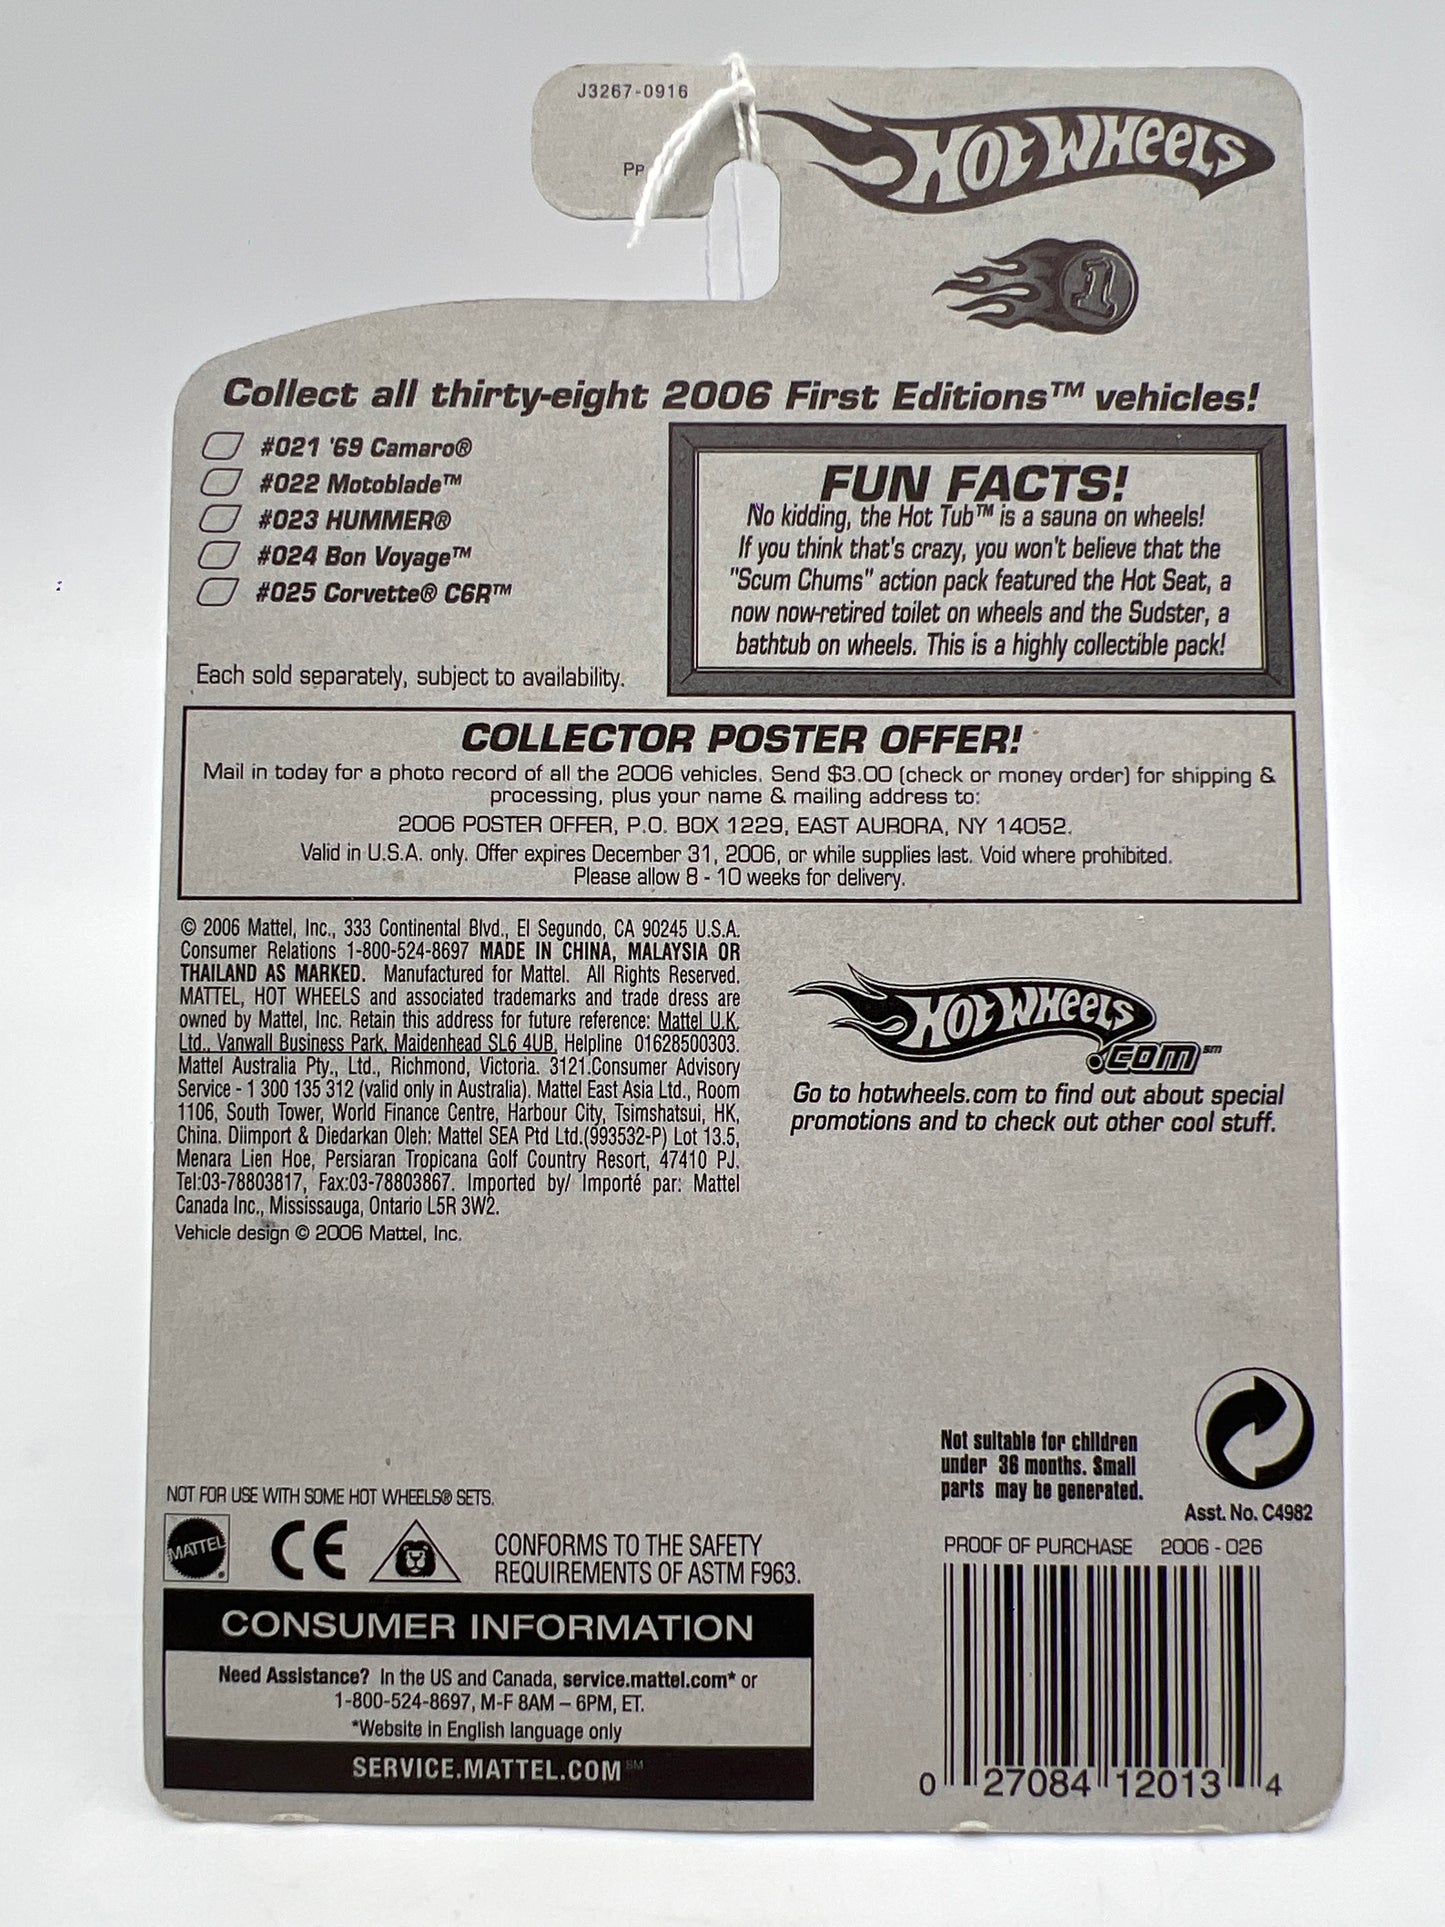 J3267-0916
HOT WHEELS
1
Collect all thirty-eight 2006 First Editions™ vehicles!
#021 '69 Camaro®
#022 Motoblade™
#023 HUMMER®
#024 Bon Voyage™
#025 Corvette® C6R™
Each sold separately, subject to availability.
FUN FACTS!
No kidding, the Hot Tub™ is a sauna on wheels!
If you think that's crazy, you won't believe that the
"Scum Chums" action pack featured the Hot Seat, a
now now-retired toilet on wheels and the Sudster, a
bathtub on wheels. This is a highly collectible pack!
COLLECTOR POSTER OFFER!
Mail in today for a photo record of all the 2006 vehicles. Send $3.00 (check or money order) for shipping &
processing, plus your name & mailing address to:
2006 POSTER OFFER, P.O. BOX 1229, EAST AURORA, NY 14052.
Valid in U.S.A. only. Offer expires December 31, 2006, or while supplies last. Void where prohibited.
Please allow 8 - 10 weeks for delivery.
© 2006 Mattel, Inc., 333 Continental Blvd., El Segundo, CA 90245 U.S.A.
Consumer Relations 1-800-524-8697 MADE IN CHINA, MALAYSIA OR
THAILAND AS MARKED. Manufactured for Mattel. All Rights Reserved.
MATTEL, HOT WHEELS and associated trademarks and trade dress are
owned by Mattel, Inc. Retain this address for future reference: Mattel U.K.
Ltd., Vanwall Business Park, Maidenhead SL6 4UB. Helpline 01628500303.
Mattel Australia Pty., Ltd., Richmond, Victoria. 3121.Consumer Advisory
Service - 1 300 135 312 (valid only in Australia). Mattel East Asia Ltd., Room
1106, South Tower, World Finance Centre, Harbour City, Tsimshatsui, HK,
China. Diimport & Diedarkan Oleh: Mattel SEA Ptd Ltd.(993532-P) Lot 13.5,
Menara Lien Hoe, Persiaran Tropicana Golf Country Resort, 47410 PJ.
Tel:03-78803817, Fax:03-78803867. Imported by/ Importé par: Mattel
Canada Inc., Mississauga, Ontario L5R 3W2.
Vehicle design © 2006 Mattel, Inc.
HOT WHEELS
.com℠
Go to hotwheels.com to find out about special
promotions and to check out other cool stuff.
Not suitable for children
under 36 months. Small
parts may be generated.
Asst. No. C4982
NOT FOR USE WITH SOME HOT WHEELS® SETS.
MATTEL
CE
CONFORMS TO THE SAFETY
REQUIREMENTS OF ASTM F963.
CONSUMER INFORMATION
Need Assistance? In the US and Canada, service.mattel.com* or
1-800-524-8697, M-F 8AM – 6PM, ET.
*Website in English language only
SERVICE.MATTEL.COM℠
PROOF OF PURCHASE 2006 - 026
0 27084 12013 4